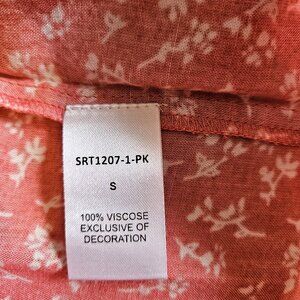 SRT1207-1-PK
S
100% VISCOSE
EXCLUSIVE OF
DECORATION